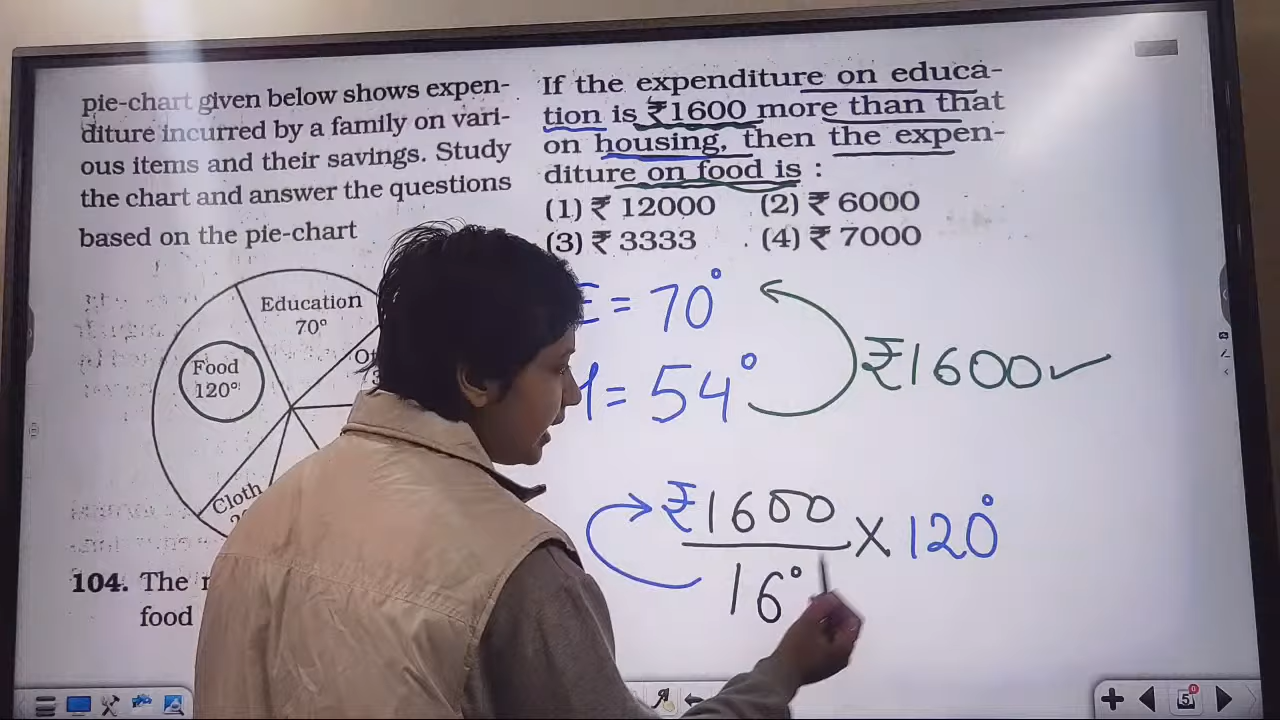 pie-chart given below shows expen-
diture incurred by a family on vari-
ous items and their savings. Study
the chart and answer the questions
based on the pie-chart
Education
70°
Food
120°
Cloth
104. The
food
If the expenditure on educa-
tion is ₹1600 more than that
on housing, then the expen-
diture on food is :
(1) ₹ 12000 (2) ₹ 6000
(3) ₹ 3333 (4) ₹ 7000
= 70°
= 54°
₹1600
₹1600 × 120°
16°
5